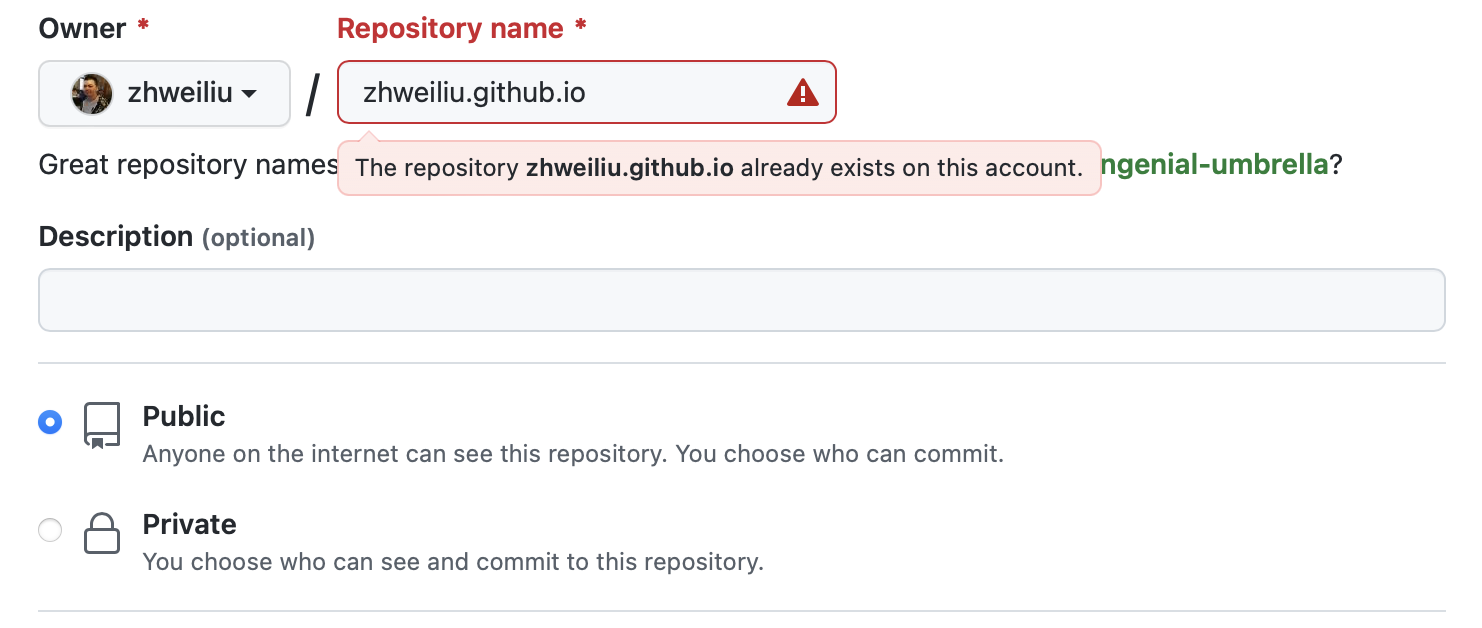 Owner *
Repository name *
zhweiliu
/
zhweiliu.github.io
The repository zhweiliu.github.io already exists on this account.
Great repository names ngenial-umbrella?
Description (optional)
Public
Anyone on the internet can see this repository. You choose who can commit.
Private
You choose who can see and commit to this repository.